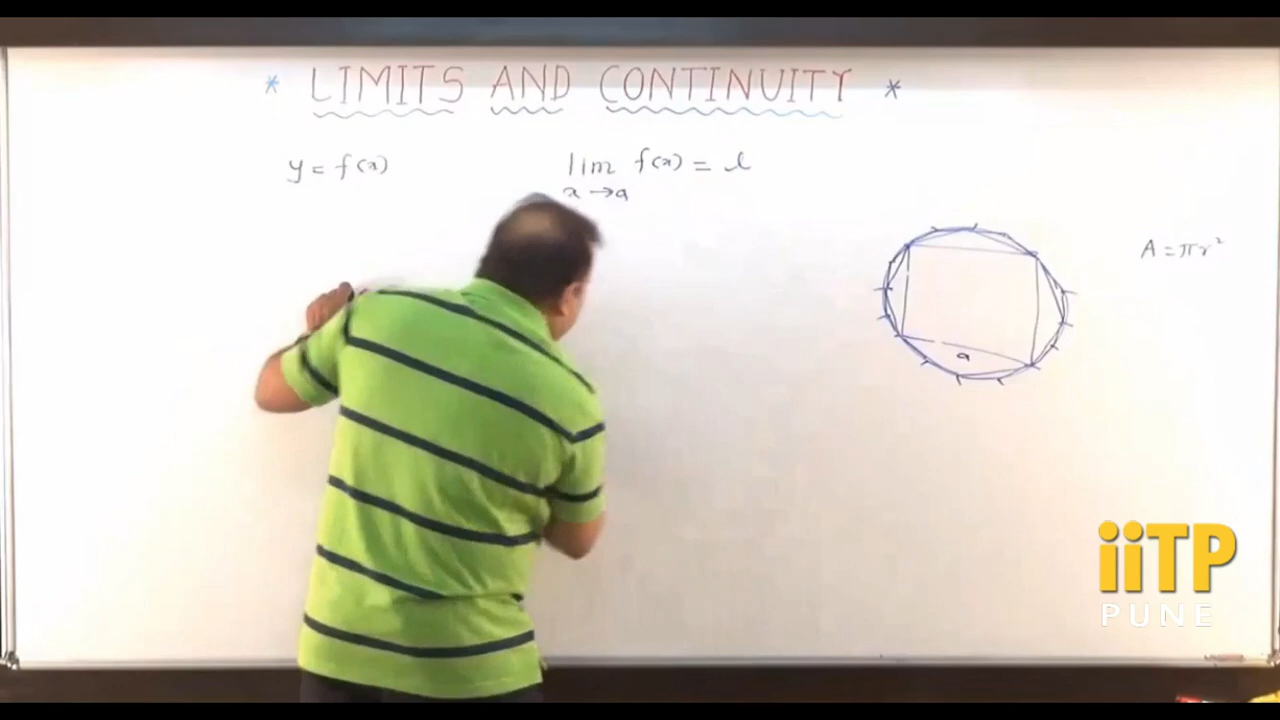 * LIMITS AND CONTINUITY *
y = f(x)
lim f(x) = l
x → a
A = πr²
a
iiTP
PUNE